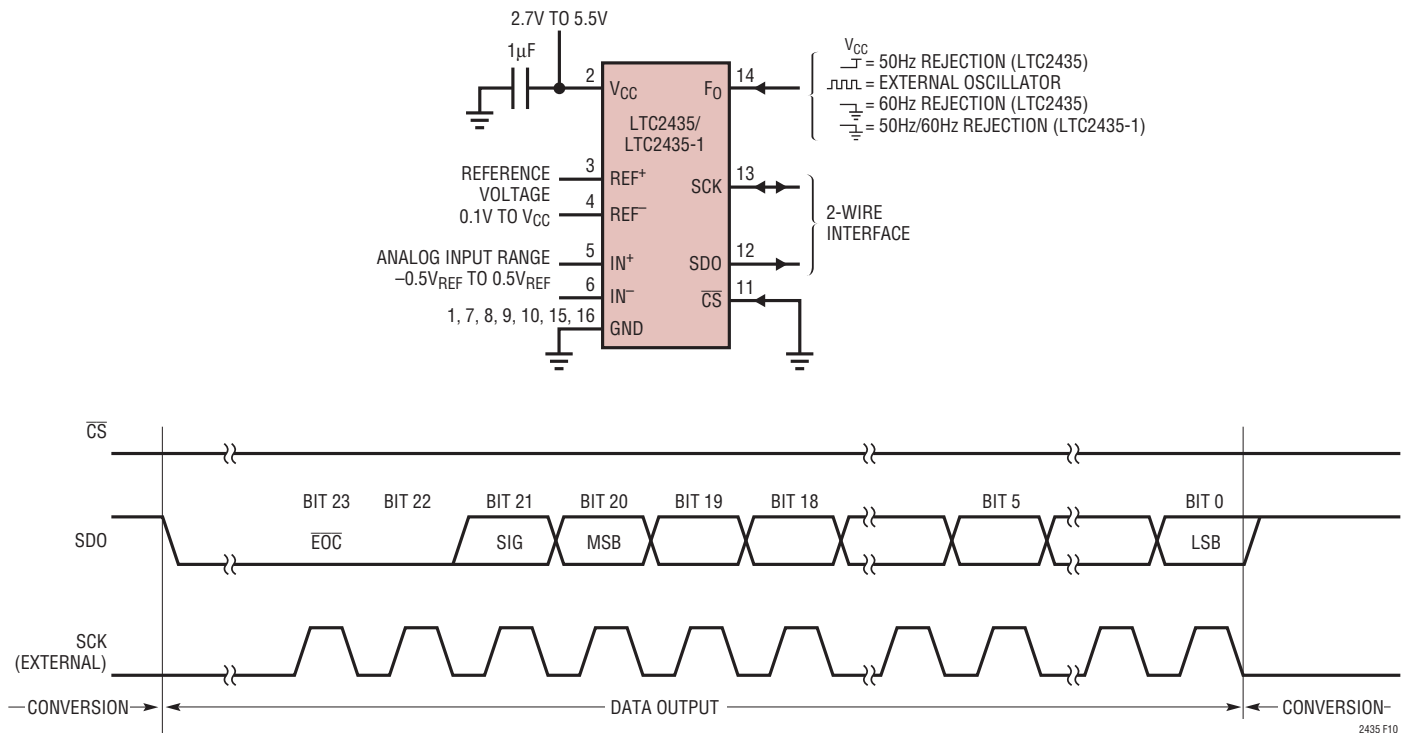 2.7V TO 5.5V
1µF
2
VCC
14
FO
VCC
= 50Hz REJECTION (LTC2435)
= EXTERNAL OSCILLATOR
= 60Hz REJECTION (LTC2435)
= 50Hz/60Hz REJECTION (LTC2435-1)
LTC2435/
LTC2435-1
REFERENCE
VOLTAGE
0.1V TO VCC
3
REF+
4
REF–
13
SCK
12
SDO
2-WIRE
INTERFACE
ANALOG INPUT RANGE
–0.5VREF TO 0.5VREF
5
IN+
6
IN–
11
CS
1, 7, 8, 9, 10, 15, 16
GND
CS
BIT 23 BIT 22 BIT 21 BIT 20 BIT 19 BIT 18 BIT 5 BIT 0
SDO
EOC SIG MSB LSB
SCK
(EXTERNAL)
CONVERSION DATA OUTPUT CONVERSION
2435 F10